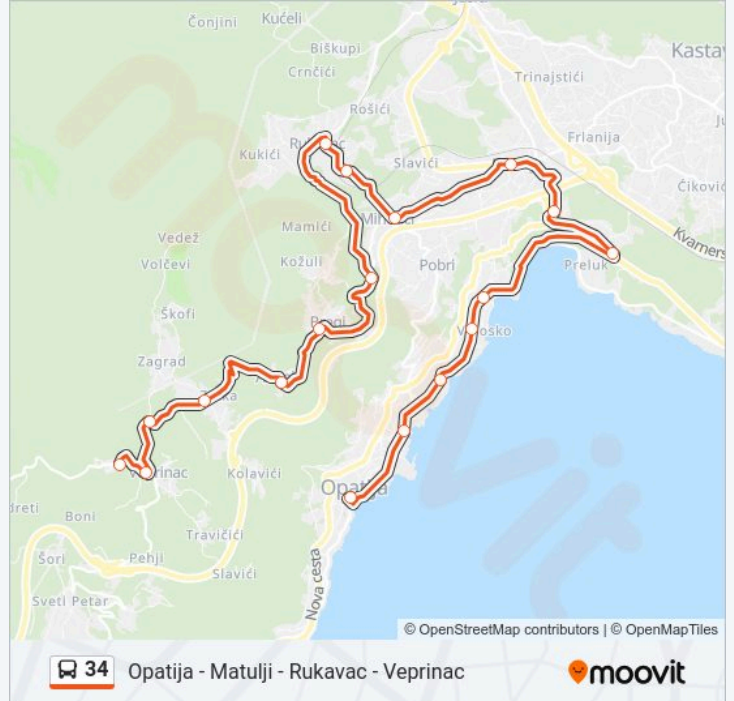 Čonjini
Kućeli
Biškupi
Crnčići
Kastav
Trinajstići
Rošići
Frlanija
Kukići
Slavići
Čikovići
Mamići
Vedež
Volčevi
Kožuli
Pobri
Preluk
Kvarners
Škofi
Zagrad
Kolavići
Veprinac
Opatija
Boni
Travičići
Šori
Pehji
Slavići
Sveti Petar
Nova cesta
© OpenStreetMap contributors | © OpenMapTiles
34
Opatija - Matulji - Rukavac - Veprinac
moovit